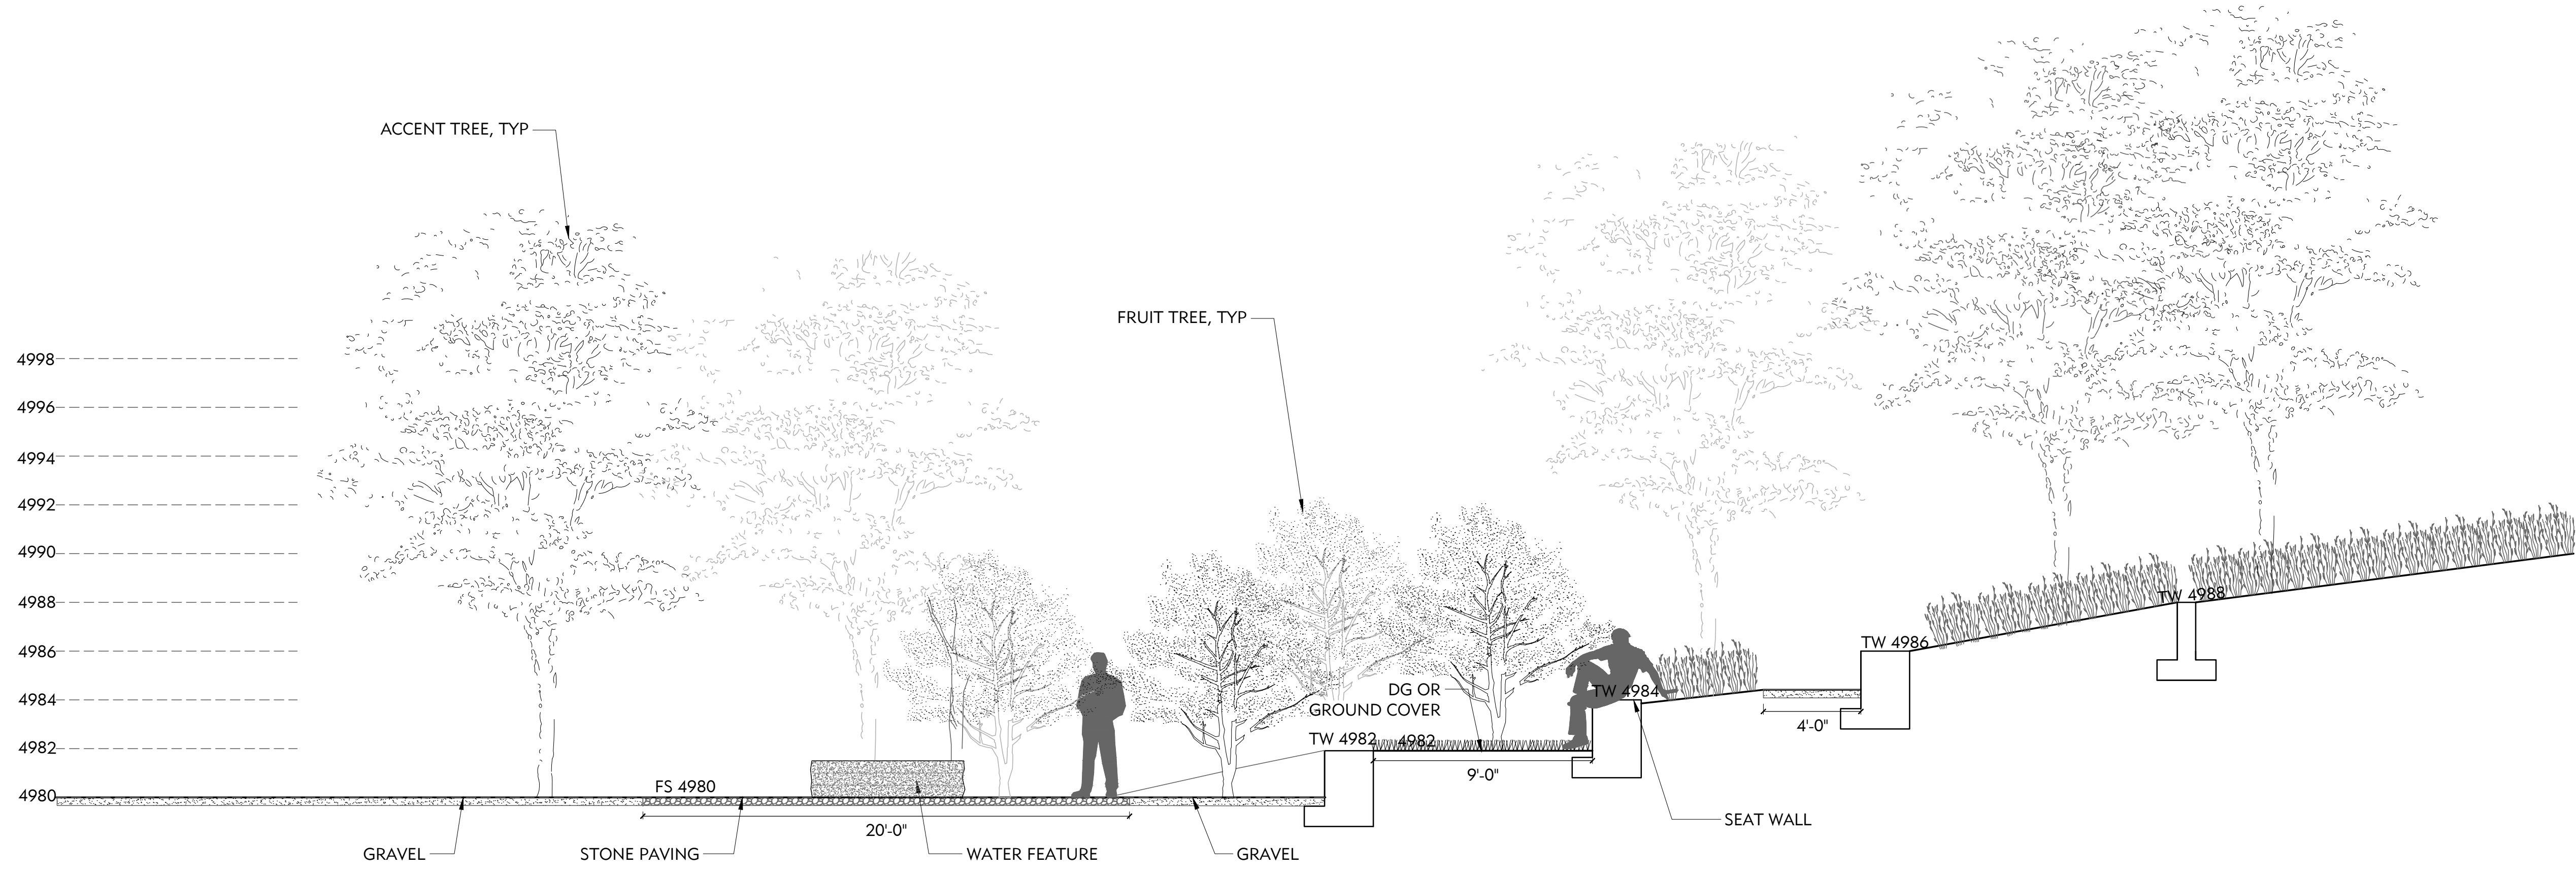 ACCENT TREE, TYP
FRUIT TREE, TYP
4998
4996
4994
4992
4990
4988
4986
4984
4982
4980
TW 4988
TW 4986
TW 4984
DG OR
GROUND COVER
4'-0"
TW 4982
4982
9'-0"
FS 4980
20'-0"
SEAT WALL
GRAVEL
STONE PAVING
WATER FEATURE
GRAVEL